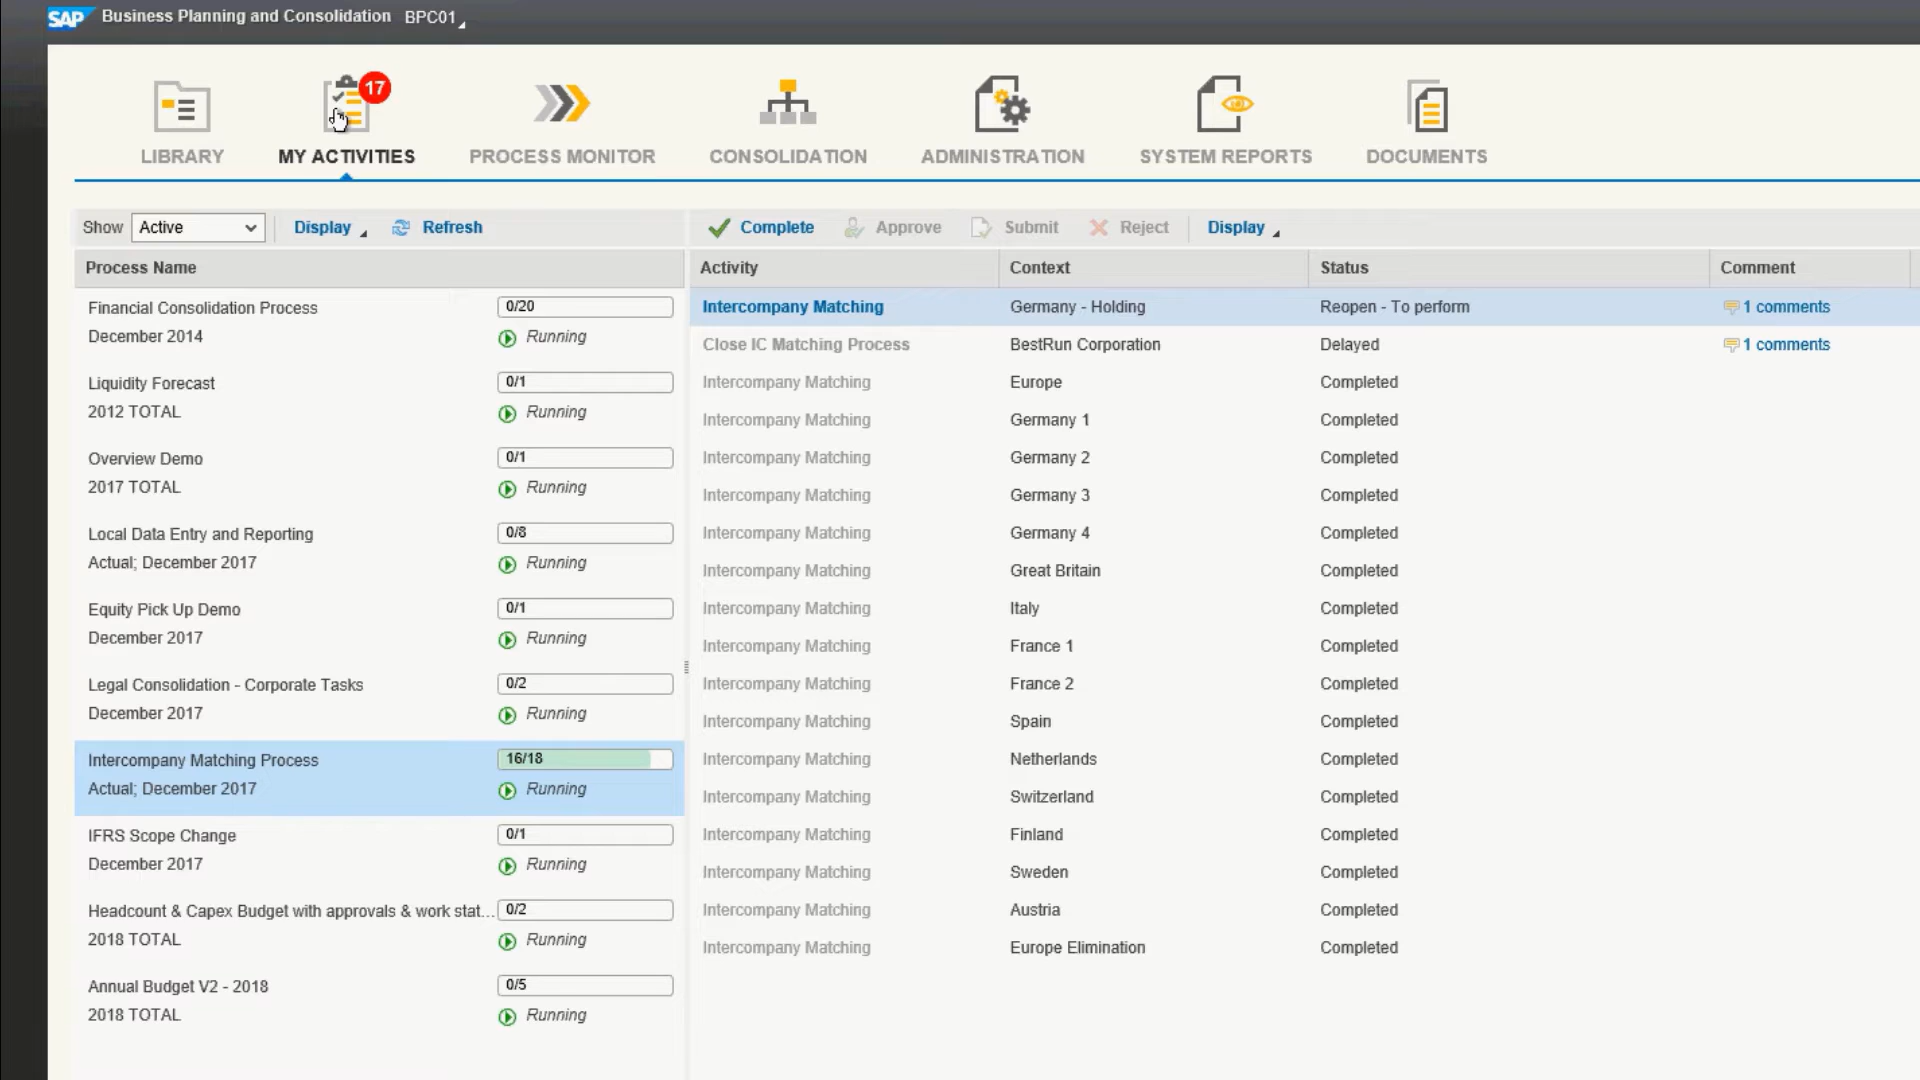 SAP Business Planning and Consolidation BPC01
17
LIBRARY MY ACTIVITIES PROCESS MONITOR CONSOLIDATION ADMINISTRATION SYSTEM REPORTS DOCUMENTS
Show Active Display Refresh Complete Approve Submit Reject Display
Process Name Activity Context Status Comment
Financial Consolidation Process 0/20
December 2014 Running
Liquidity Forecast 0/1
2012 TOTAL Running
Overview Demo 0/1
2017 TOTAL Running
Local Data Entry and Reporting 0/8
Actual; December 2017 Running
Equity Pick Up Demo 0/1
December 2017 Running
Legal Consolidation - Corporate Tasks 0/2
December 2017 Running
Intercompany Matching Process 16/18
Actual; December 2017 Running
IFRS Scope Change 0/1
December 2017 Running
Headcount & Capex Budget with approvals & work stat... 0/2
2018 TOTAL Running
Annual Budget V2 - 2018 0/5
2018 TOTAL Running
Intercompany Matching Germany - Holding Reopen - To perform 1 comments
Close IC Matching Process BestRun Corporation Delayed 1 comments
Intercompany Matching Europe Completed
Intercompany Matching Germany 1 Completed
Intercompany Matching Germany 2 Completed
Intercompany Matching Germany 3 Completed
Intercompany Matching Germany 4 Completed
Intercompany Matching Great Britain Completed
Intercompany Matching Italy Completed
Intercompany Matching France 1 Completed
Intercompany Matching France 2 Completed
Intercompany Matching Spain Completed
Intercompany Matching Netherlands Completed
Intercompany Matching Switzerland Completed
Intercompany Matching Finland Completed
Intercompany Matching Sweden Completed
Intercompany Matching Austria Completed
Intercompany Matching Europe Elimination Completed